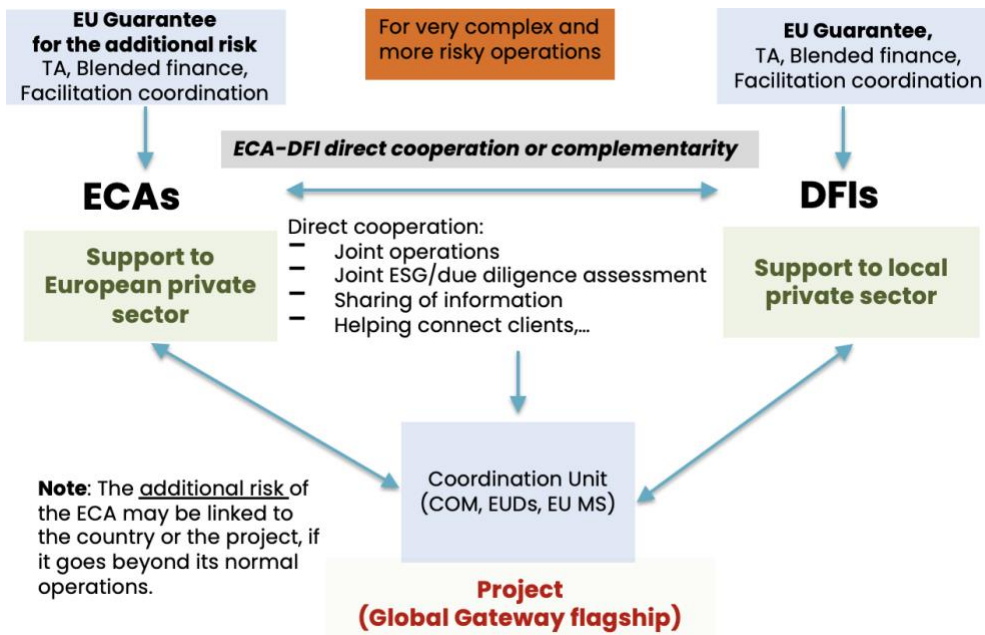 EU Guarantee
for the additional risk
TA, Blended finance,
Facilitation coordination
For very complex and
more risky operations
EU Guarantee,
TA, Blended finance,
Facilitation coordination
ECA-DFI direct cooperation or complementarity
ECAs
DFIs
Support to
European private
sector
Direct cooperation:
– Joint operations
– Joint ESG/due diligence assessment
– Sharing of information
– Helping connect clients,...
Support to local
private sector
Coordination Unit
(COM, EUDs, EU MS)
Note: The additional risk of
the ECA may be linked to
the country or the project, if
it goes beyond its normal
operations.
Project
(Global Gateway flagship)